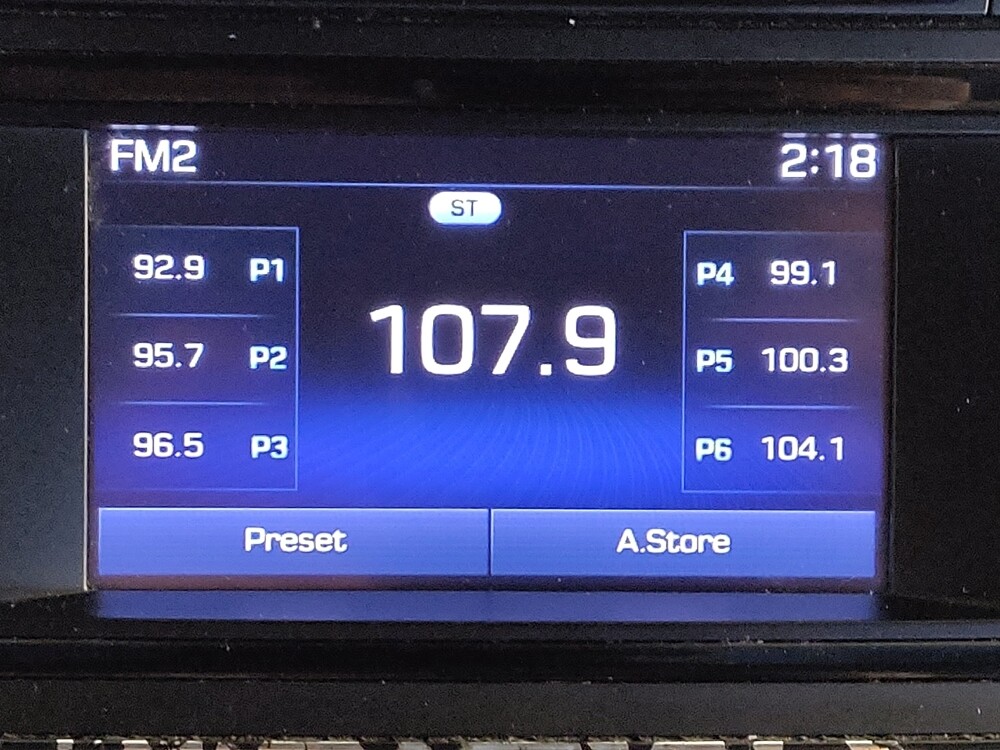 FM2 2:18
ST
92.9 P1
95.7 P2
96.5 P3
107.9
P4 99.1
P5 100.3
P6 104.1
Preset A.Store